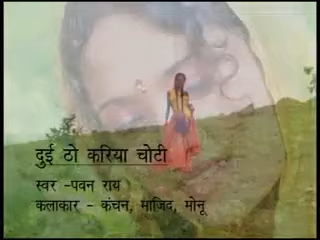 दुई ठो करिया चोटी
स्वर -पवन राय
कलाकार - कंचन, माजिद, मोनू